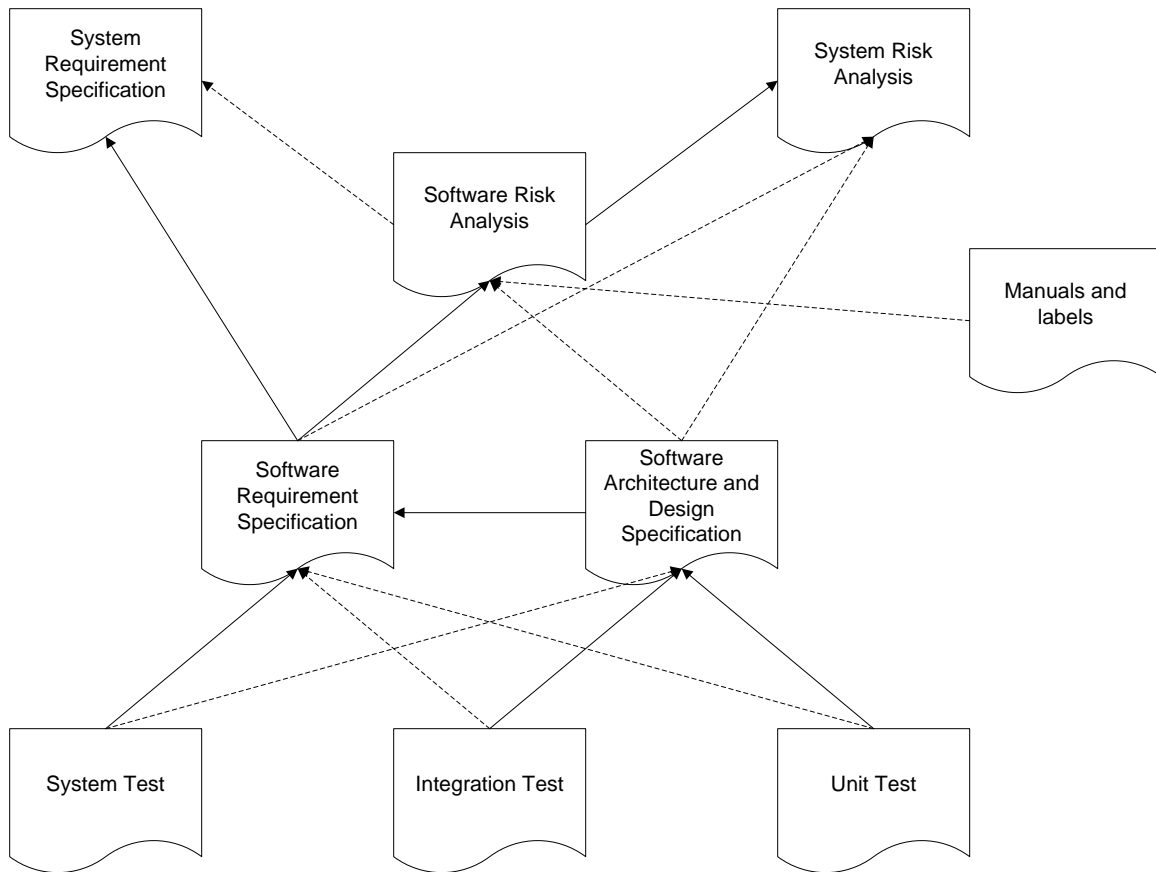 System
Requirement
Specification
System Risk
Analysis
Software Risk
Analysis
Manuals and
labels
Software
Requirement
Specification
Software
Architecture and
Design
Specification
System Test
Integration Test
Unit Test